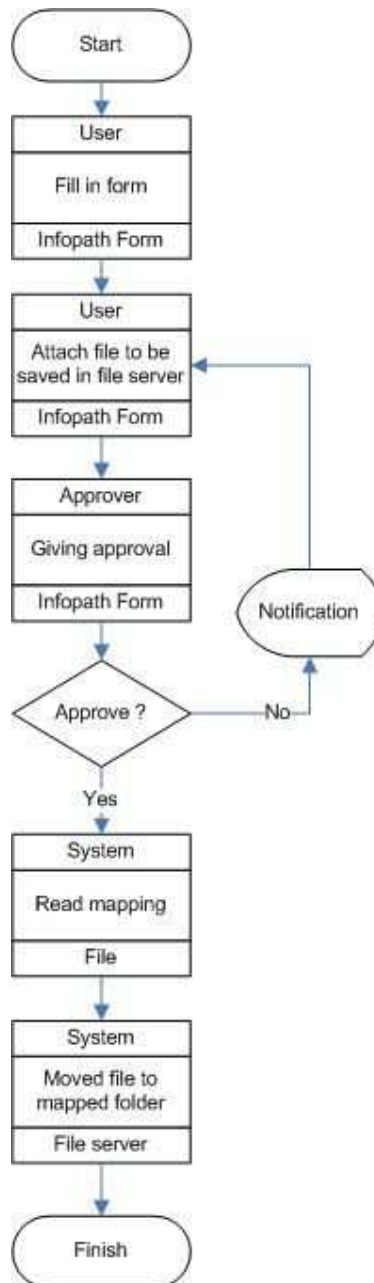 Start
User
Fill in form
Infopath Form
User
Attach file to be
saved in file server
Infopath Form
Approver
Giving approval
Infopath Form
Notification
Approve ?
No
Yes
System
Read mapping
File
System
Moved file to
mapped folder
File server
Finish